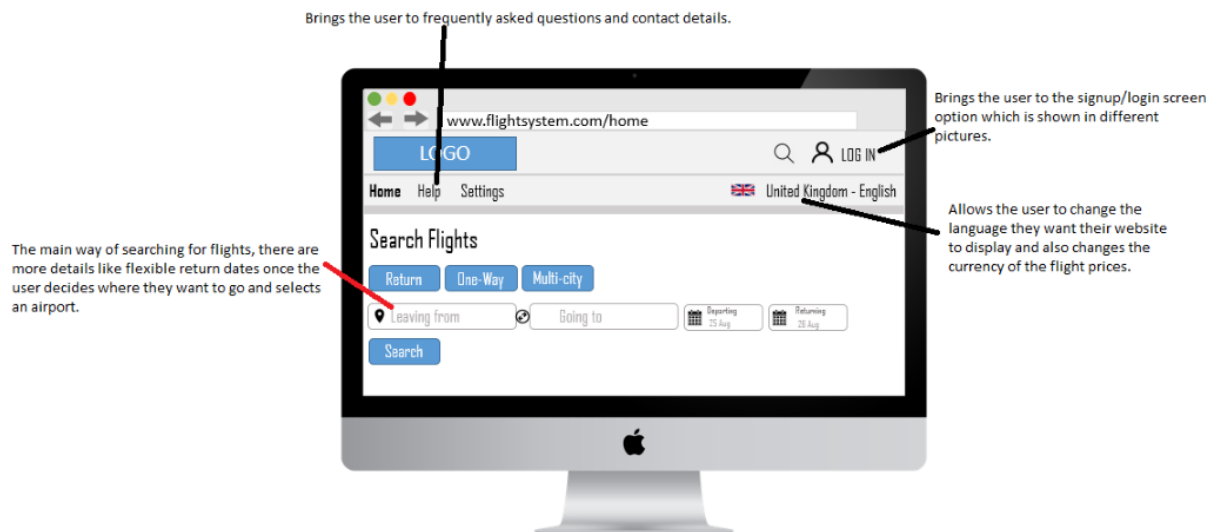 Brings the user to frequently asked questions and contact details.
www.flightsystem.com/home
LOGO
LOG IN
Home Help Settings
United Kingdom - English
Search Flights
Return One-Way Multi-city
Leaving from Going to
Departing
25 Aug
Returning
28 Aug
Search
Brings the user to the signup/login screen
option which is shown in different
pictures.
Allows the user to change the
language they want their website
to display and also changes the
currency of the flight prices.
The main way of searching for flights, there are
more details like flexible return dates once the
user decides where they want to go and selects
an airport.